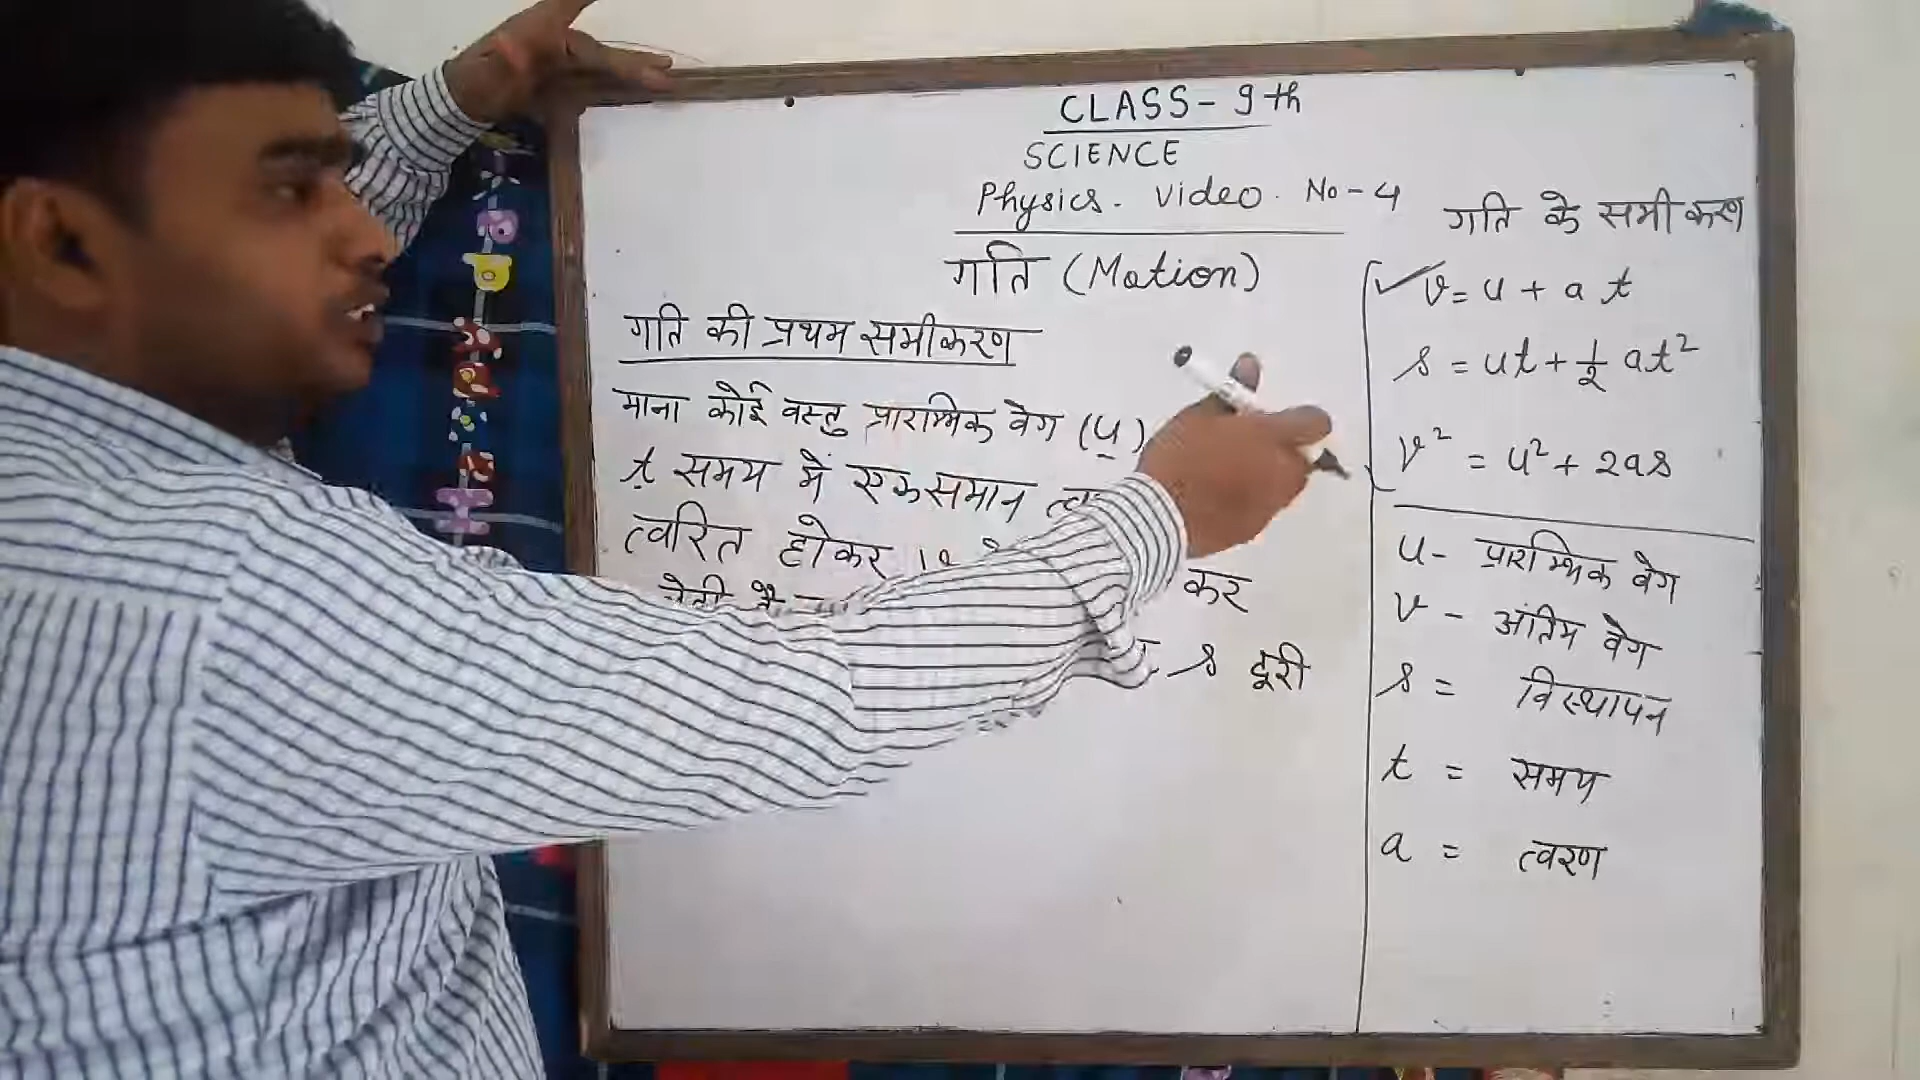 CLASS- 9th
SCIENCE
Physics. Video. No-4
गति (Motion)
गति की प्रथम समीकरण
माना कोई वस्तु प्रारम्भिक वेग (u)
t समय में एकसमान
त्वरित होकर
कर
s दूरी
गति के समीकरण
✓ v = u + a t
s = ut + 1/2 at²
v² = u² + 2as
u- प्रारम्भिक वेग
v - अंतिम वेग
s = विस्थापन
t = समय
a = त्वरण